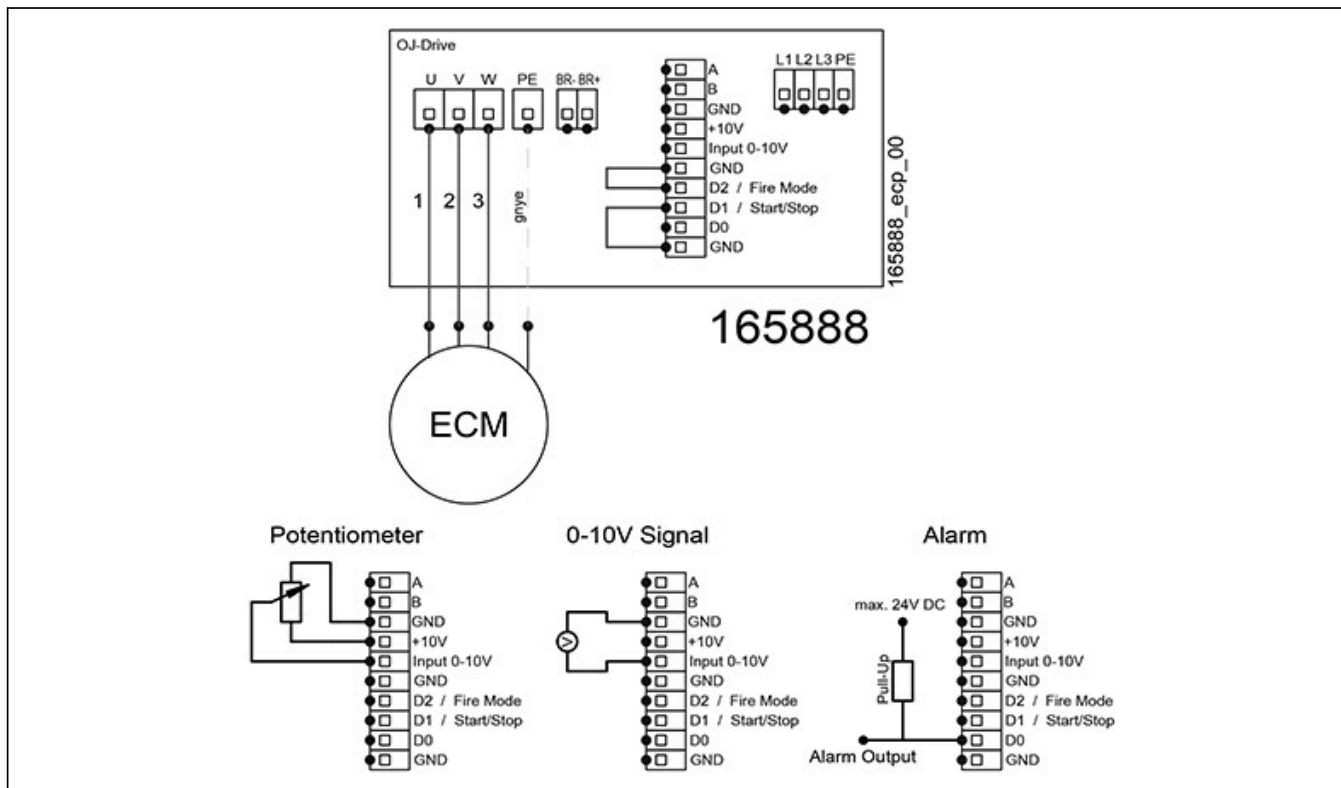 OJ-Drive
U V W PE BR- BR+
L1 L2 L3 PE
A
B
GND
+10V
Input 0-10V
GND
D2 / Fire Mode
D1 / Start/Stop
D0
GND
1 2 3 gnye
165888_ecp_00
165888
ECM
Potentiometer
A
B
GND
+10V
Input 0-10V
GND
D2 / Fire Mode
D1 / Start/Stop
D0
GND
0-10V Signal
V
A
B
GND
+10V
Input 0-10V
GND
D2 / Fire Mode
D1 / Start/Stop
D0
GND
Alarm
max. 24V DC
Pull-Up
Alarm Output
A
B
GND
+10V
Input 0-10V
GND
D2 / Fire Mode
D1 / Start/Stop
D0
GND